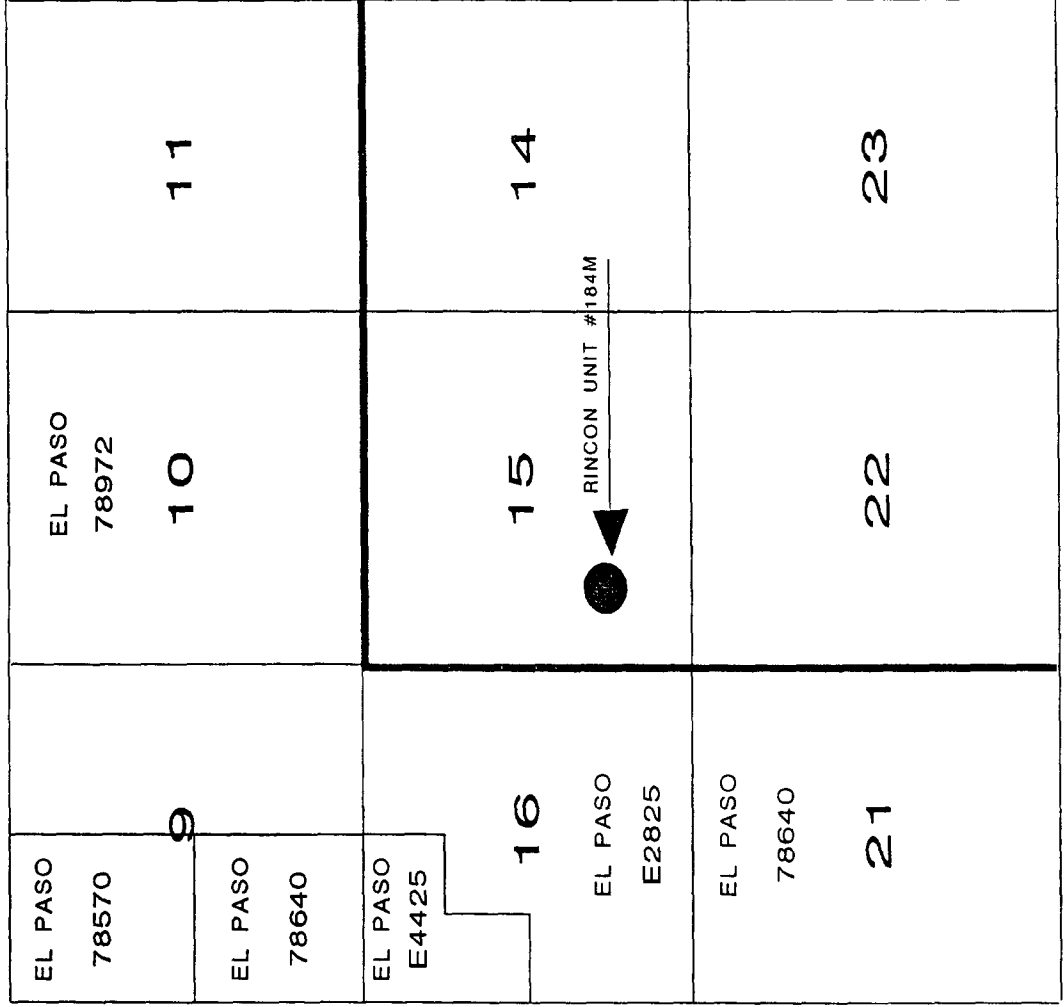 EL PASO
78570
EL PASO
78640
9
EL PASO
78972
10
11
EL PASO
E4425
16
EL PASO
E2825
15
RINCON UNIT #184M
14
EL PASO
78640
21
22
23